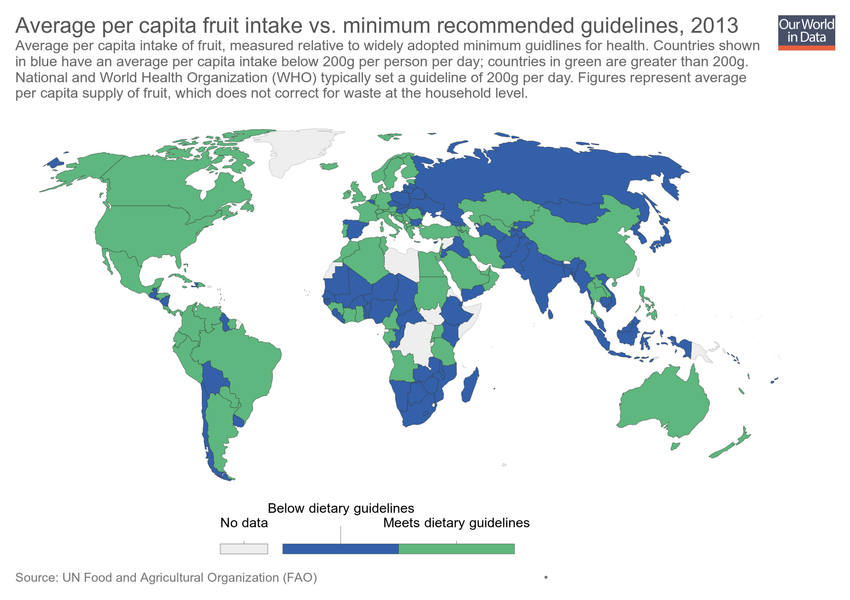 Average per capita fruit intake vs. minimum recommended guidelines, 2013
Our World
in Data
Average per capita intake of fruit, measured relative to widely adopted minimum guidlines for health. Countries shown
in blue have an average per capita intake below 200g per person per day; countries in green are greater than 200g.
National and World Health Organization (WHO) typically set a guideline of 200g per day. Figures represent average
per capita supply of fruit, which does not correct for waste at the household level.
Below dietary guidelines
No data
Meets dietary guidelines
Source: UN Food and Agricultural Organization (FAO)